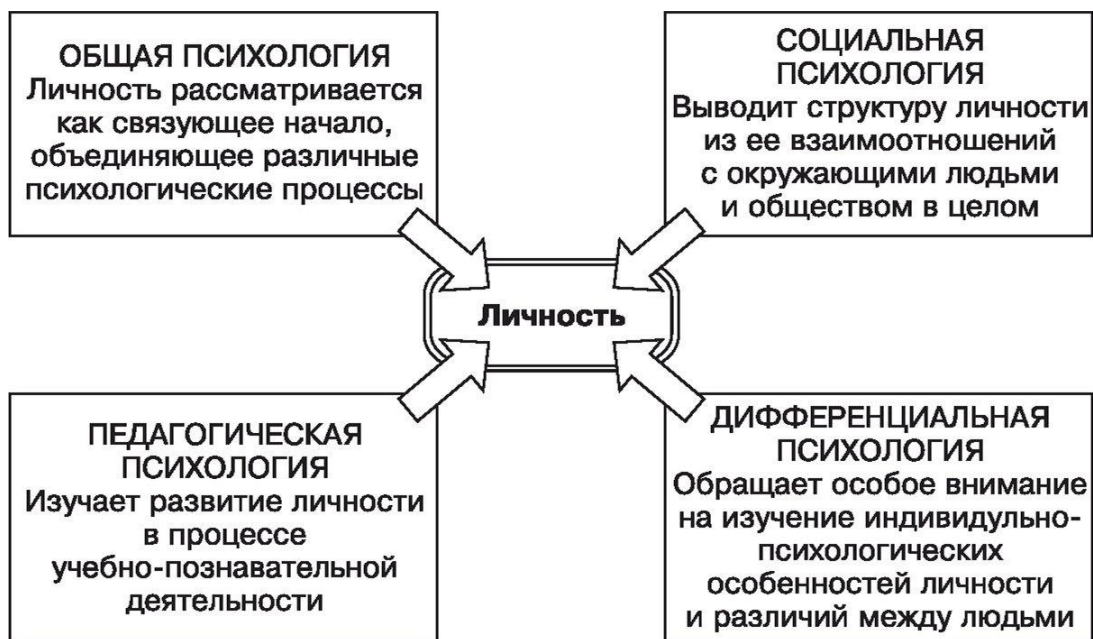 ОБЩАЯ ПСИХОЛОГИЯ
Личность рассматривается
как связующее начало,
объединяющее различные
психологические процессы
СОЦИАЛЬНАЯ
ПСИХОЛОГИЯ
Выводит структуру личности
из ее взаимоотношений
с окружающими людьми
и обществом в целом
Личность
ПЕДАГОГИЧЕСКАЯ
ПСИХОЛОГИЯ
Изучает развитие личности
в процессе
учебно-познавательной
деятельности
ДИФФЕРЕНЦИАЛЬНАЯ
ПСИХОЛОГИЯ
Обращает особое внимание
на изучение индивидульно-
психологических
особенностей личности
и различий между людьми